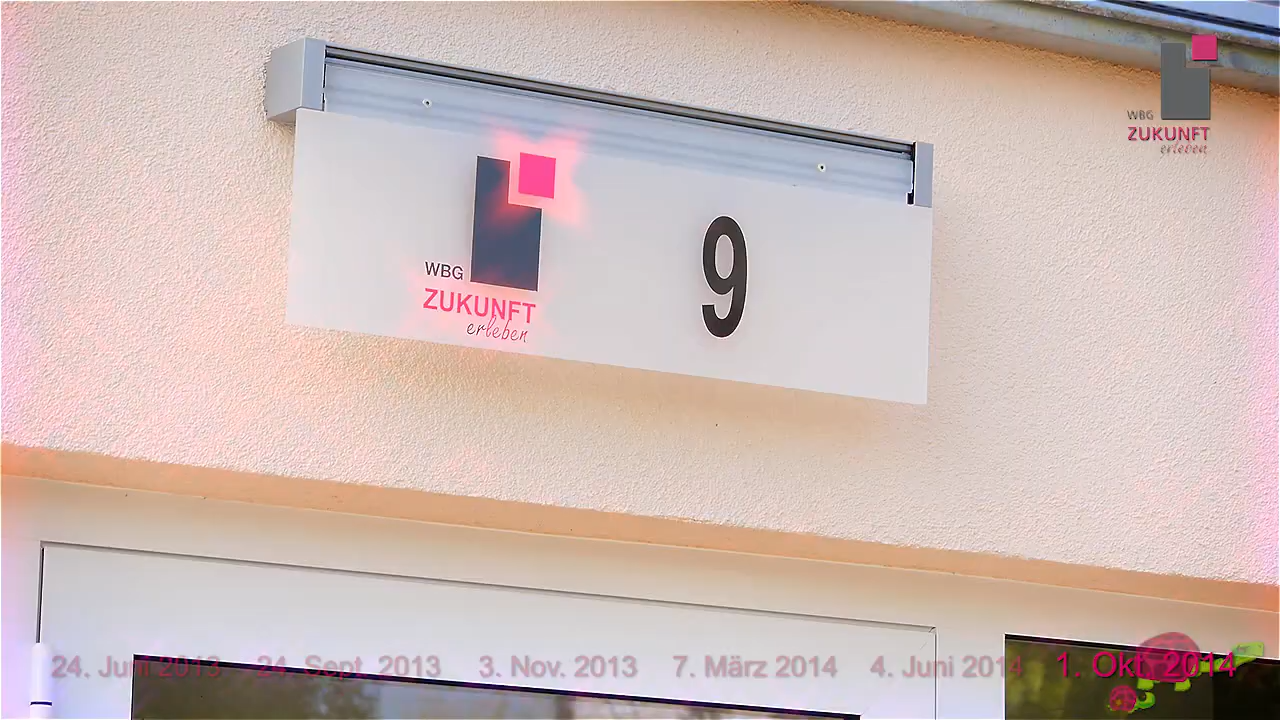 WBG
ZUKUNFT
erleben
9
WBG
ZUKUNFT
erleben
24. Juni 2013 24. Sept. 2013 3. Nov. 2013 7. März 2014 4. Juni 2014 1. Okt. 2014